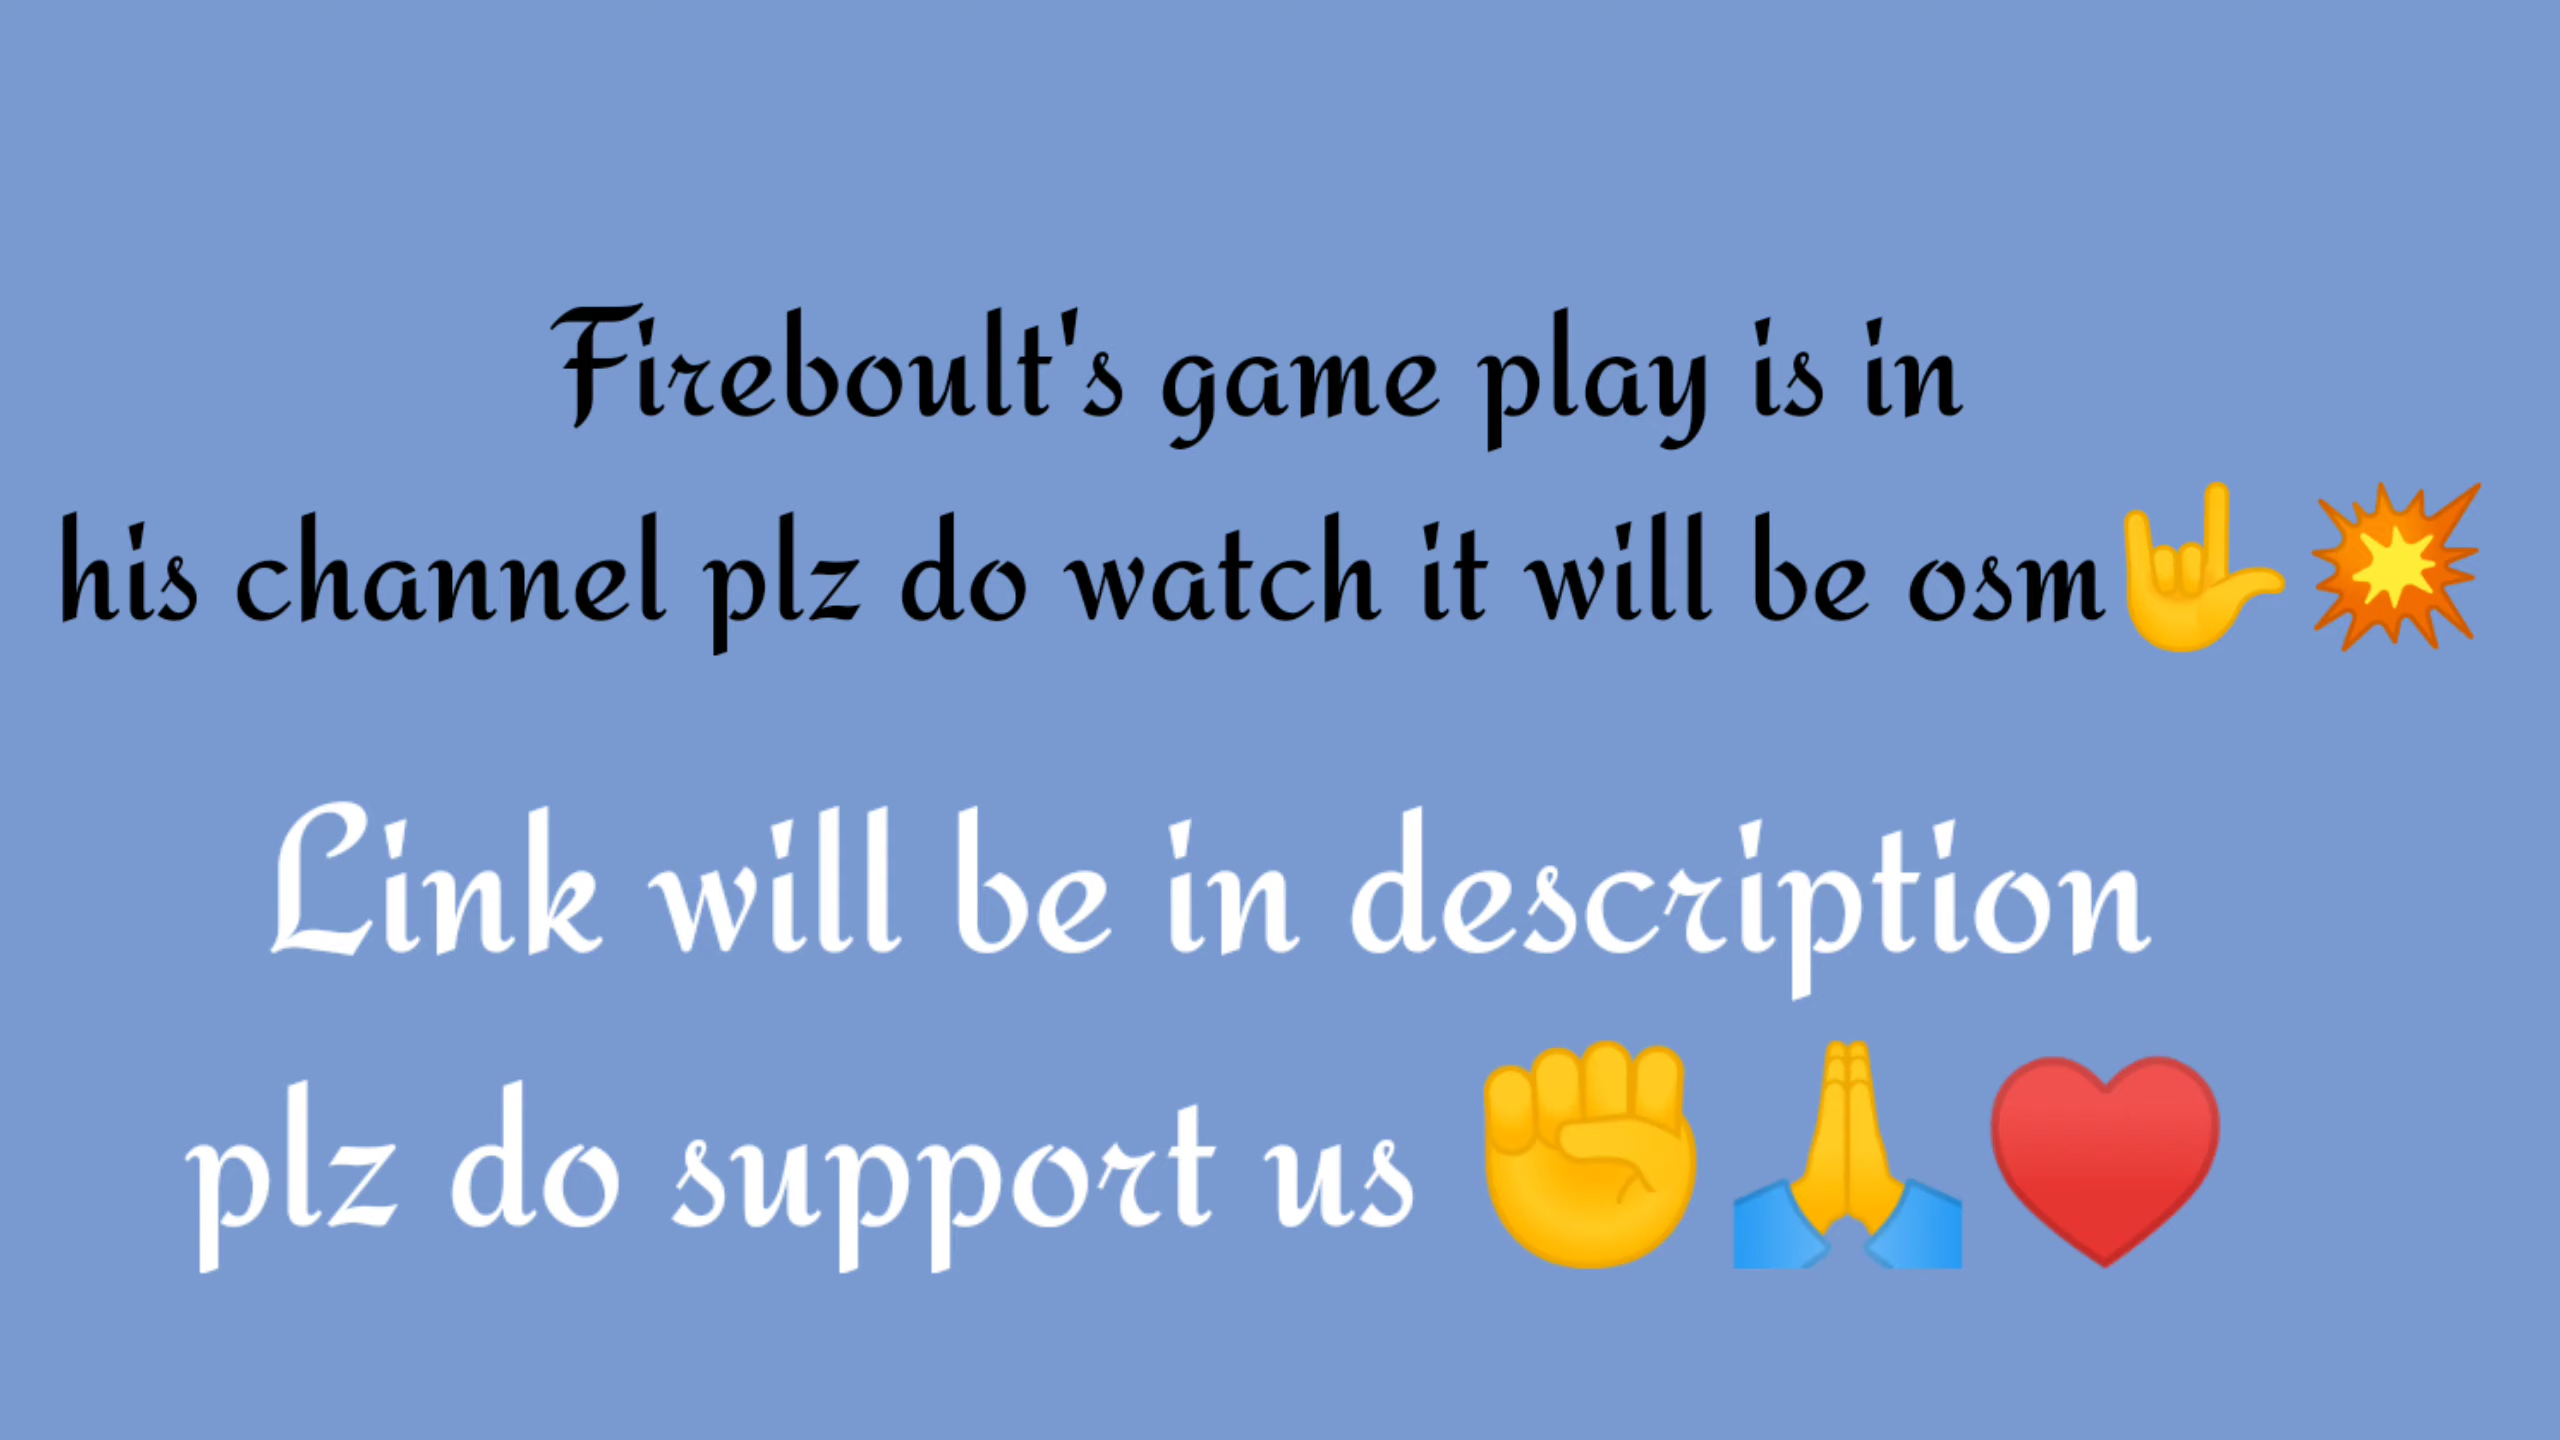 Fireboult's game play is in
his channel plz do watch it will be osm🤟💥
Link will be in description
plz do support us ✊🙏♥️